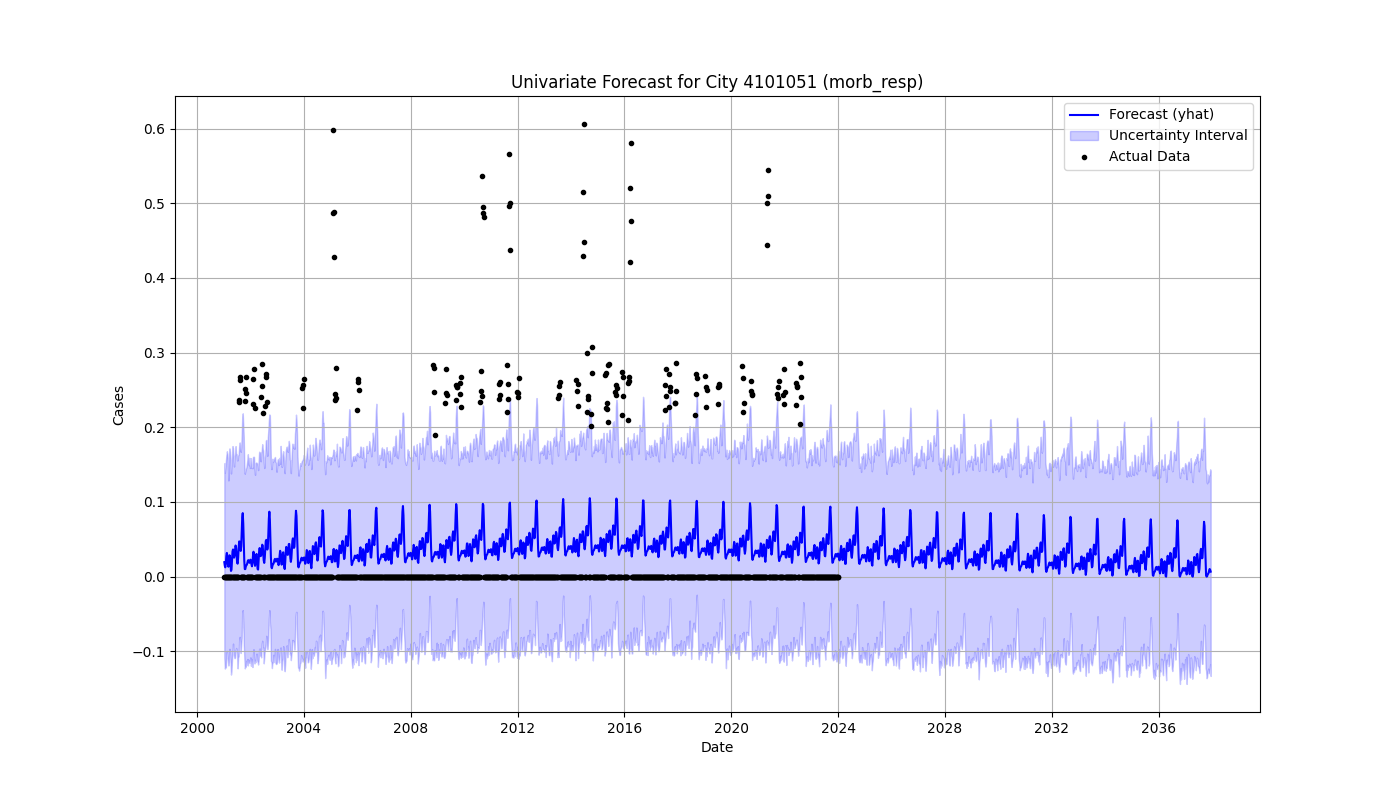 Univariate Forecast for City 4101051 (morb_resp)
Forecast (yhat)
Uncertainty Interval
Actual Data
Cases
0.6
0.5
0.4
0.3
0.2
0.1
0.0
−0.1
2000 2004 2008 2012 2016 2020 2024 2028 2032 2036
Date